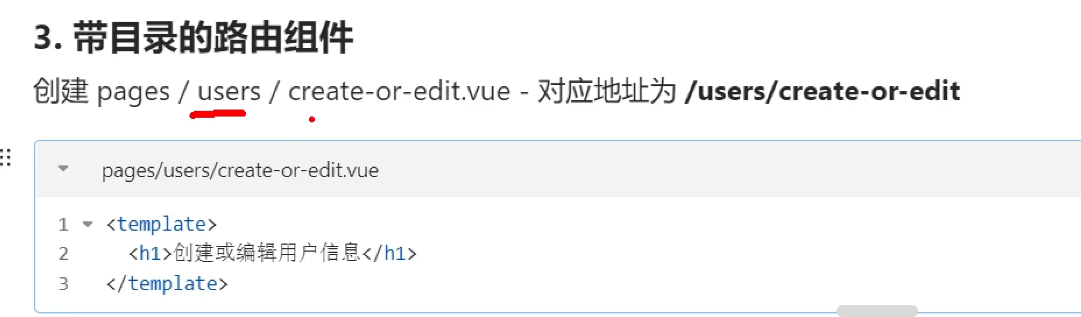 3. 带目录的路由组件
创建 pages / users / create-or-edit.vue - 对应地址为 /users/create-or-edit
pages/users/create-or-edit.vue
1 <template>
2 <h1>创建或编辑用户信息</h1>
3 </template>